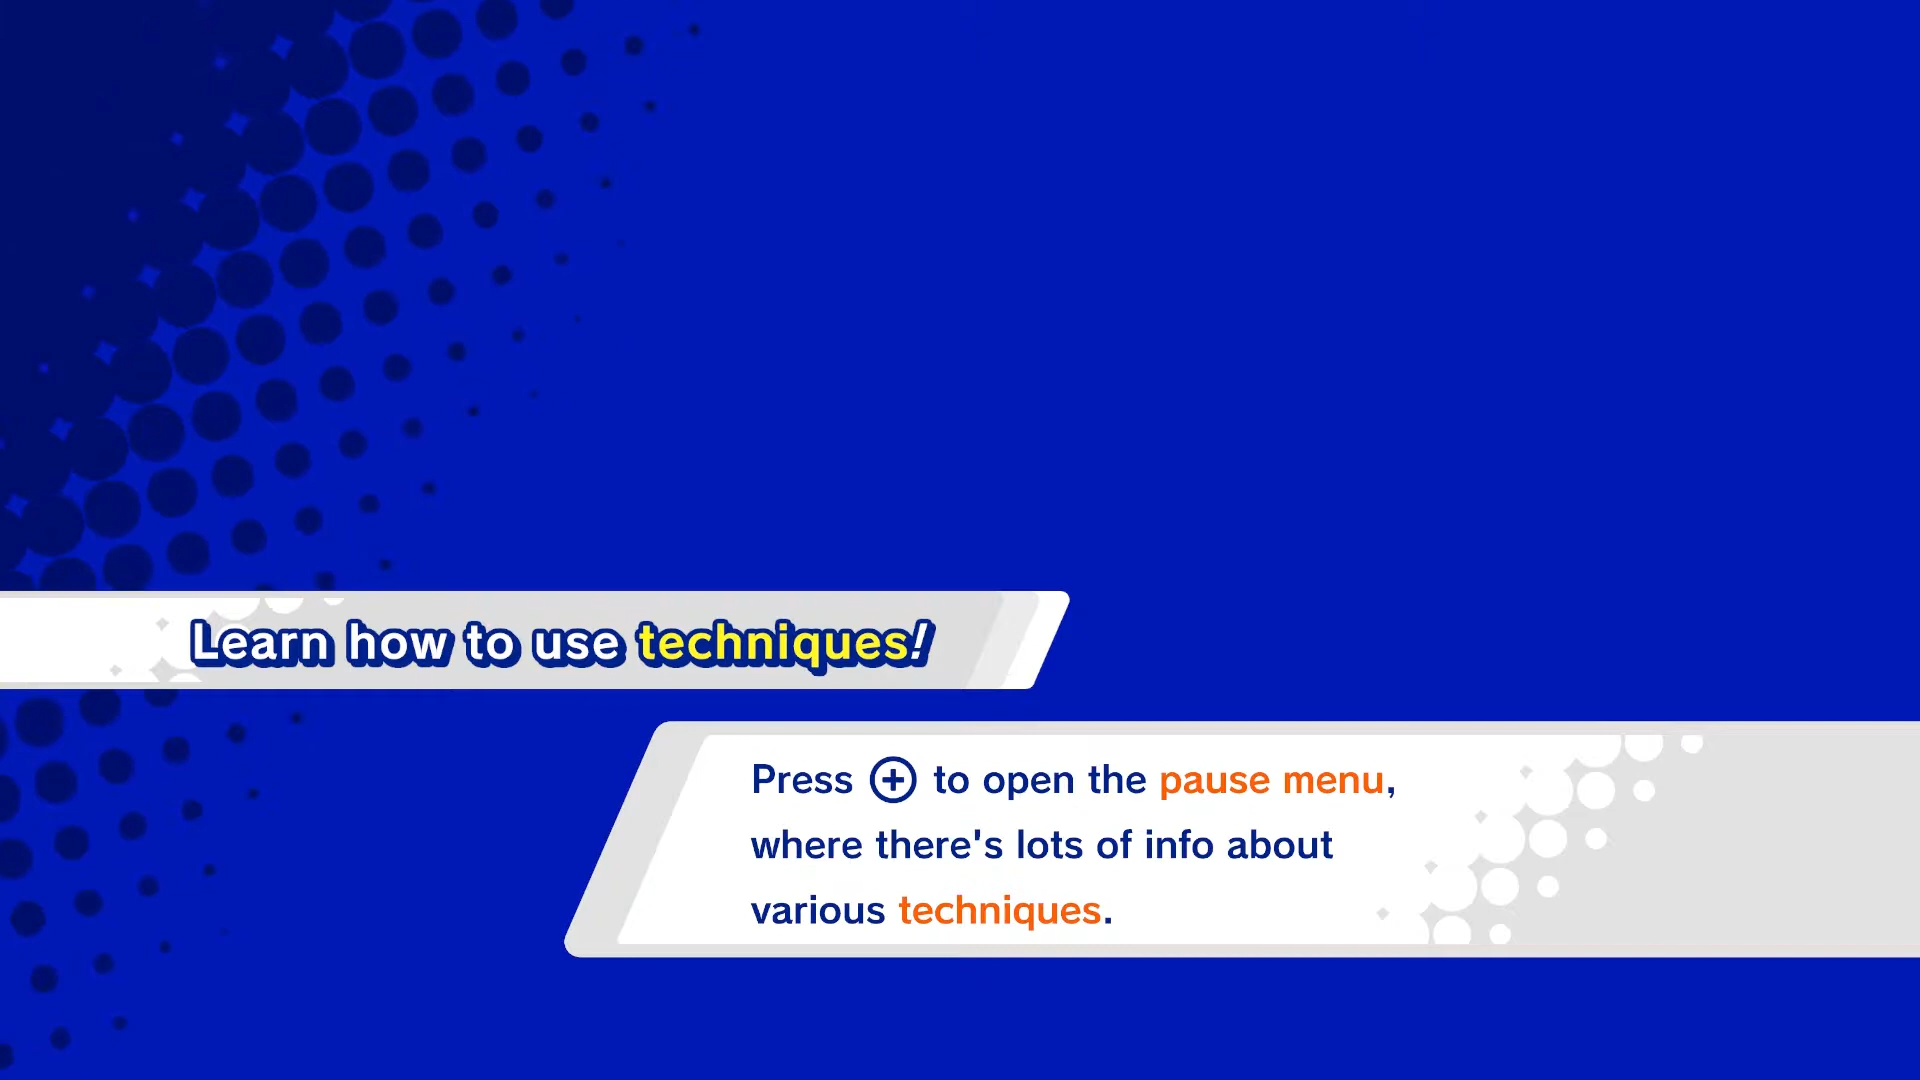 Learn how to use techniques!
Press ⊕ to open the pause menu,
where there's lots of info about
various techniques.